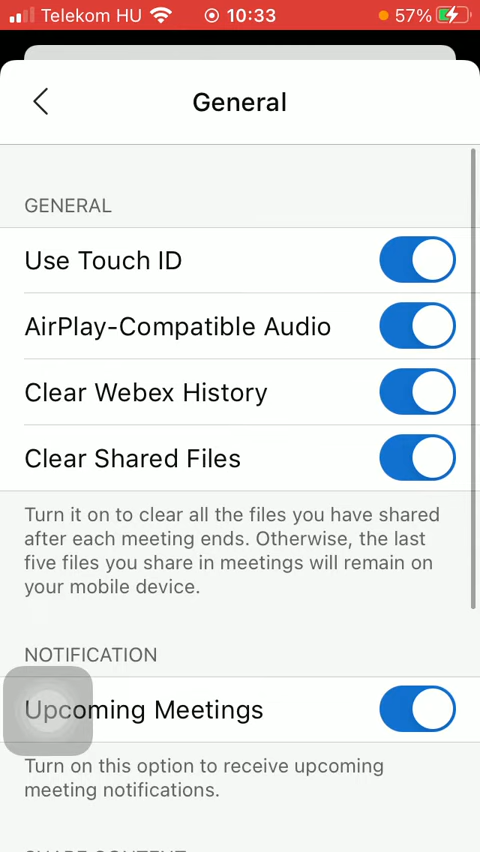 Telekom HU 10:33 57%
General
GENERAL
Use Touch ID
AirPlay-Compatible Audio
Clear Webex History
Clear Shared Files
Turn it on to clear all the files you have shared
after each meeting ends. Otherwise, the last
five files you share in meetings will remain on
your mobile device.
NOTIFICATION
Upcoming Meetings
Turn on this option to receive upcoming
meeting notifications.
SHARE CONTENT